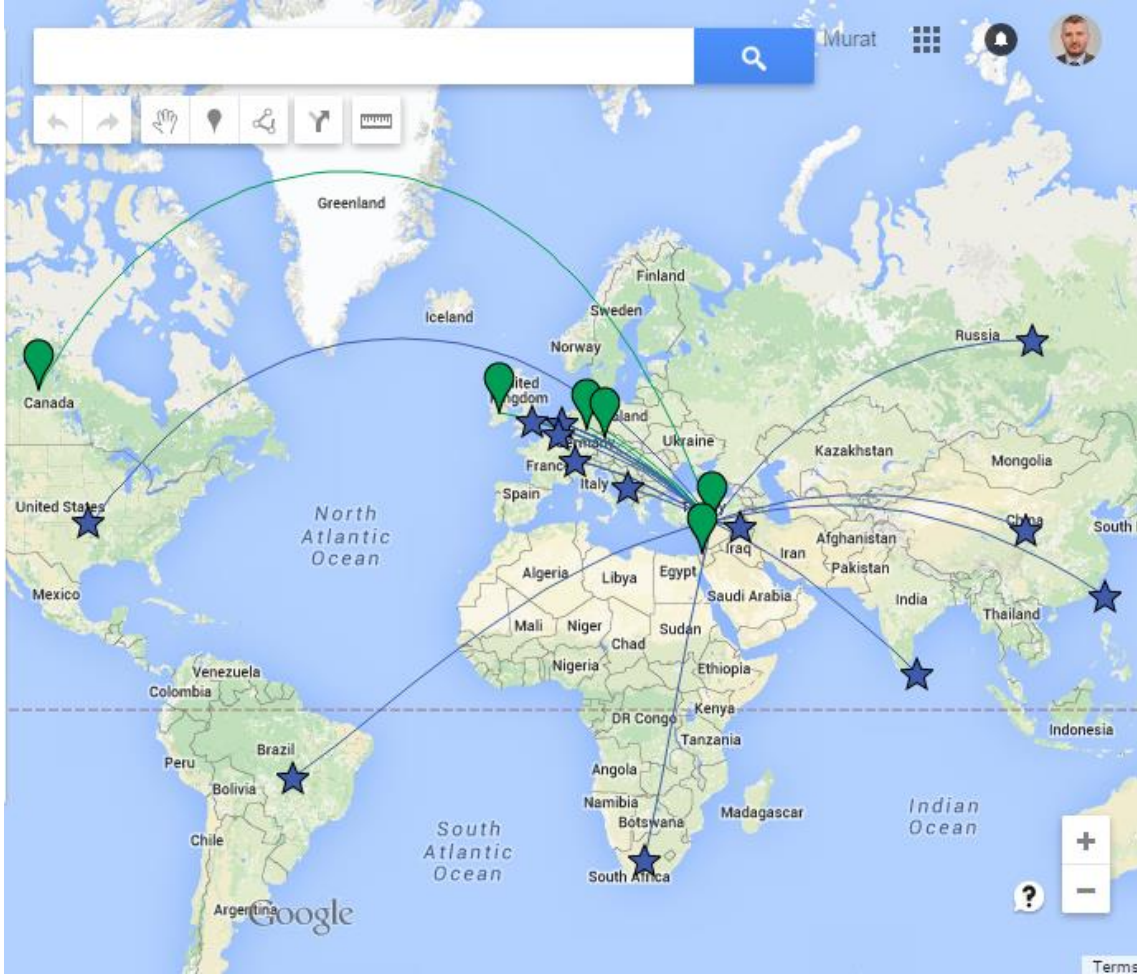 Murat
Greenland
Finland
Iceland
Sweden
Russia
Norway
Canada
Ukraine
Kazakhstan
Mongolia
Italy
Spain
United States
North
Atlantic
Ocean
China
South
Afghanistan
Iraq
Iran
Pakistan
Mexico
Algeria
Libya
Egypt
Saudi Arabia
India
Thailand
Mali
Niger
Chad
Sudan
Nigeria
Ethiopia
Venezuela
Colombia
DR Congo
Kenya
Indonesia
Tanzania
Brazil
Peru
Bolivia
Angola
Namibia
Botswana
Madagascar
Indian
Ocean
Chile
South
Atlantic
Ocean
South Africa
Argentina
Google
?
+
−
Terms